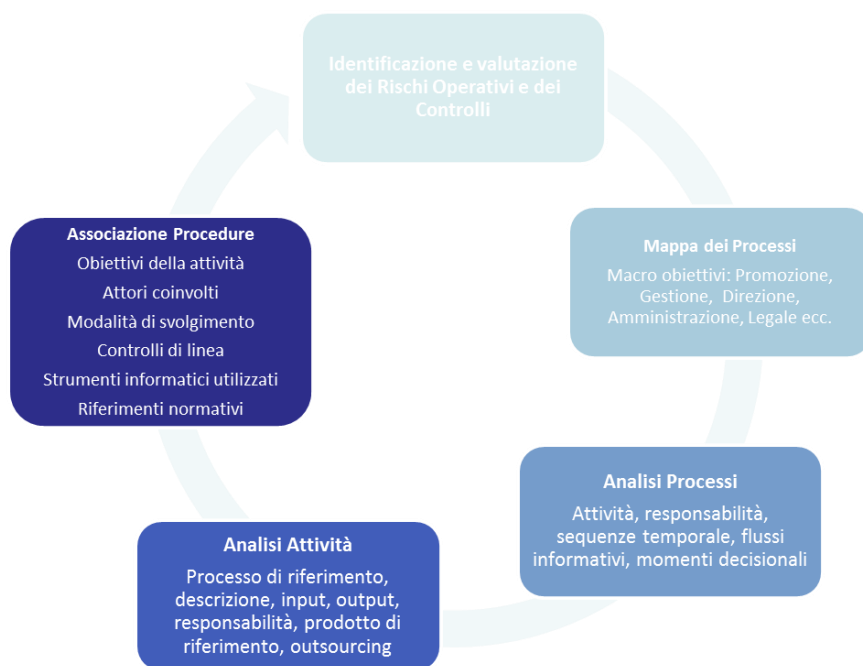 Identificazione e valutazione
dei Rischi Operativi e dei
Controlli
Mappa dei Processi
Macro obiettivi: Promozione,
Gestione, Direzione,
Amministrazione, Legale ecc.
Analisi Processi
Attività, responsabilità,
sequenze temporale, flussi
informativi, momenti decisionali
Analisi Attività
Processo di riferimento,
descrizione, input, output,
responsabilità, prodotto di
riferimento, outsourcing
Associazione Procedure
Obiettivi della attività
Attori coinvolti
Modalità di svolgimento
Controlli di linea
Strumenti informatici utilizzati
Riferimenti normativi